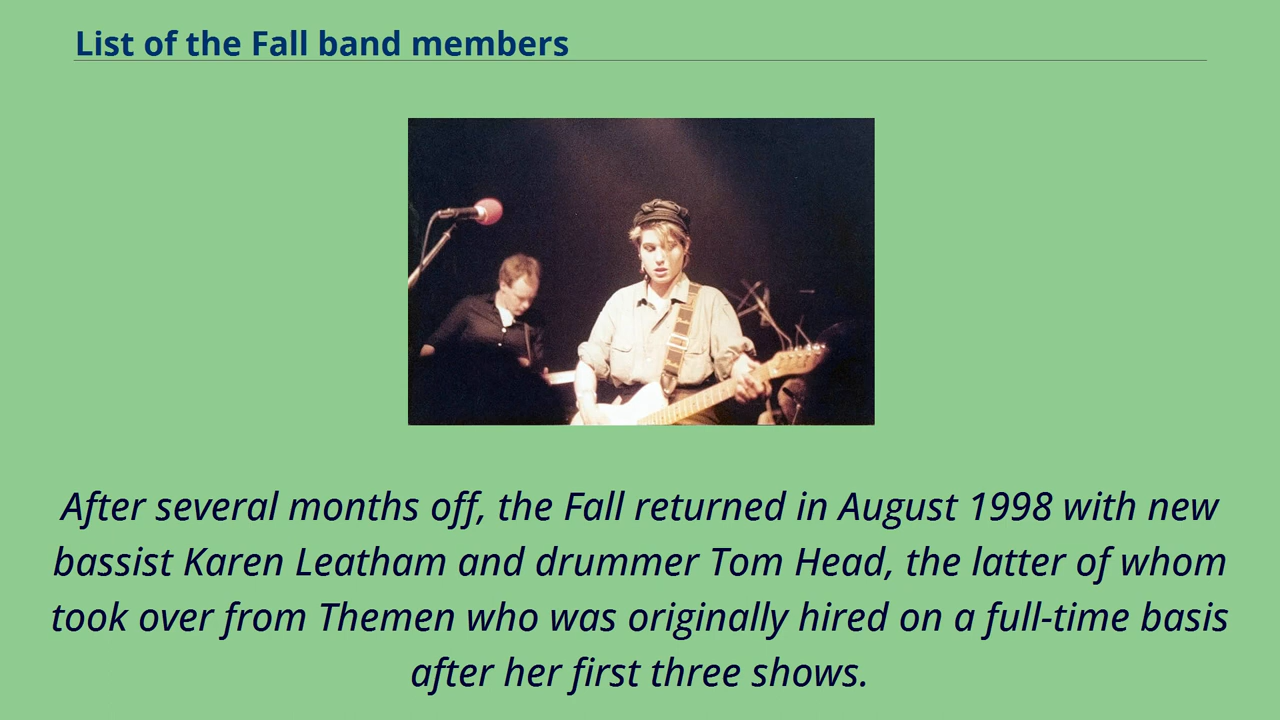 List of the Fall band members
After several months off, the Fall returned in August 1998 with new
bassist Karen Leatham and drummer Tom Head, the latter of whom
took over from Themen who was originally hired on a full-time basis
after her first three shows.